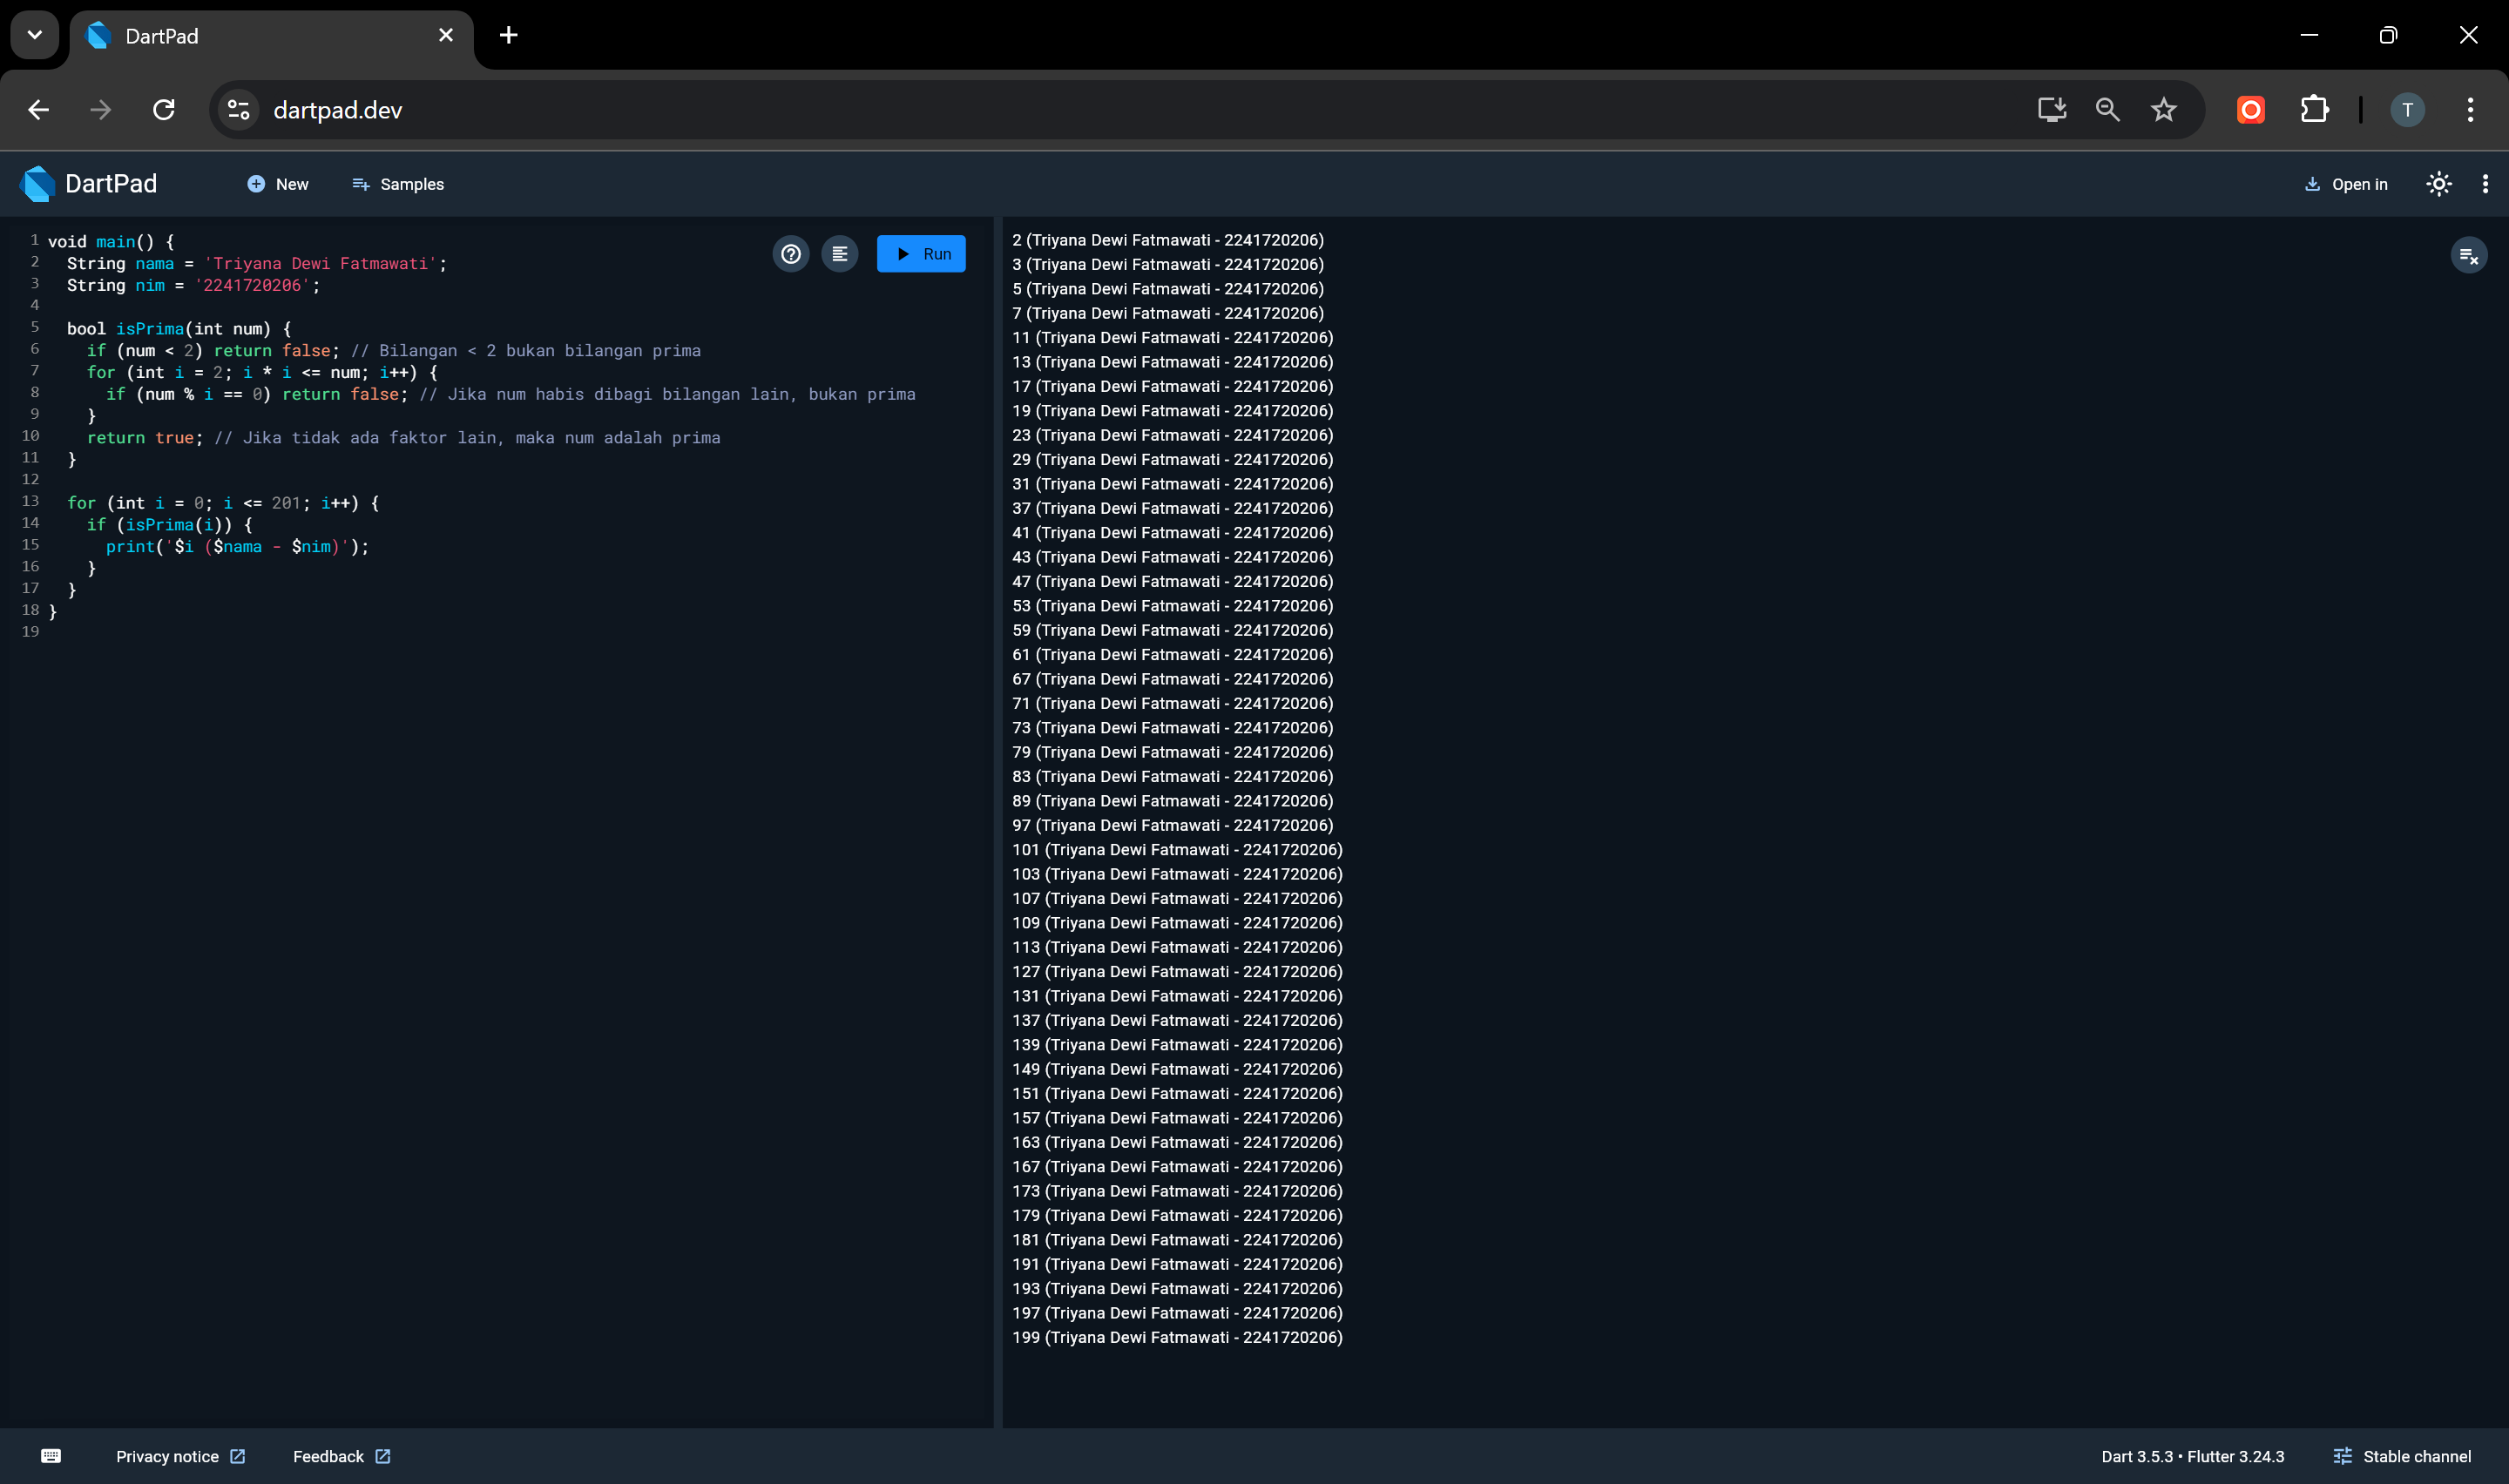 DartPad
dartpad.dev
T
DartPad
New
Samples
Open in
Run
1 void main() {
2   String nama = 'Triyana Dewi Fatmawati';
3   String nim = '2241720206';
4
5   bool isPrima(int num) {
6     if (num < 2) return false; // Bilangan < 2 bukan bilangan prima
7     for (int i = 2; i * i <= num; i++) {
8       if (num % i == 0) return false; // Jika num habis dibagi bilangan lain, bukan prima
9     }
10     return true; // Jika tidak ada faktor lain, maka num adalah prima
11   }
12
13   for (int i = 0; i <= 201; i++) {
14     if (isPrima(i)) {
15       print('$i ($nama - $nim)');
16     }
17   }
18 }
19
2 (Triyana Dewi Fatmawati - 2241720206)
3 (Triyana Dewi Fatmawati - 2241720206)
5 (Triyana Dewi Fatmawati - 2241720206)
7 (Triyana Dewi Fatmawati - 2241720206)
11 (Triyana Dewi Fatmawati - 2241720206)
13 (Triyana Dewi Fatmawati - 2241720206)
17 (Triyana Dewi Fatmawati - 2241720206)
19 (Triyana Dewi Fatmawati - 2241720206)
23 (Triyana Dewi Fatmawati - 2241720206)
29 (Triyana Dewi Fatmawati - 2241720206)
31 (Triyana Dewi Fatmawati - 2241720206)
37 (Triyana Dewi Fatmawati - 2241720206)
41 (Triyana Dewi Fatmawati - 2241720206)
43 (Triyana Dewi Fatmawati - 2241720206)
47 (Triyana Dewi Fatmawati - 2241720206)
53 (Triyana Dewi Fatmawati - 2241720206)
59 (Triyana Dewi Fatmawati - 2241720206)
61 (Triyana Dewi Fatmawati - 2241720206)
67 (Triyana Dewi Fatmawati - 2241720206)
71 (Triyana Dewi Fatmawati - 2241720206)
73 (Triyana Dewi Fatmawati - 2241720206)
79 (Triyana Dewi Fatmawati - 2241720206)
83 (Triyana Dewi Fatmawati - 2241720206)
89 (Triyana Dewi Fatmawati - 2241720206)
97 (Triyana Dewi Fatmawati - 2241720206)
101 (Triyana Dewi Fatmawati - 2241720206)
103 (Triyana Dewi Fatmawati - 2241720206)
107 (Triyana Dewi Fatmawati - 2241720206)
109 (Triyana Dewi Fatmawati - 2241720206)
113 (Triyana Dewi Fatmawati - 2241720206)
127 (Triyana Dewi Fatmawati - 2241720206)
131 (Triyana Dewi Fatmawati - 2241720206)
137 (Triyana Dewi Fatmawati - 2241720206)
139 (Triyana Dewi Fatmawati - 2241720206)
149 (Triyana Dewi Fatmawati - 2241720206)
151 (Triyana Dewi Fatmawati - 2241720206)
157 (Triyana Dewi Fatmawati - 2241720206)
163 (Triyana Dewi Fatmawati - 2241720206)
167 (Triyana Dewi Fatmawati - 2241720206)
173 (Triyana Dewi Fatmawati - 2241720206)
179 (Triyana Dewi Fatmawati - 2241720206)
181 (Triyana Dewi Fatmawati - 2241720206)
191 (Triyana Dewi Fatmawati - 2241720206)
193 (Triyana Dewi Fatmawati - 2241720206)
197 (Triyana Dewi Fatmawati - 2241720206)
199 (Triyana Dewi Fatmawati - 2241720206)
Privacy notice
Feedback
Dart 3.5.3 • Flutter 3.24.3
Stable channel